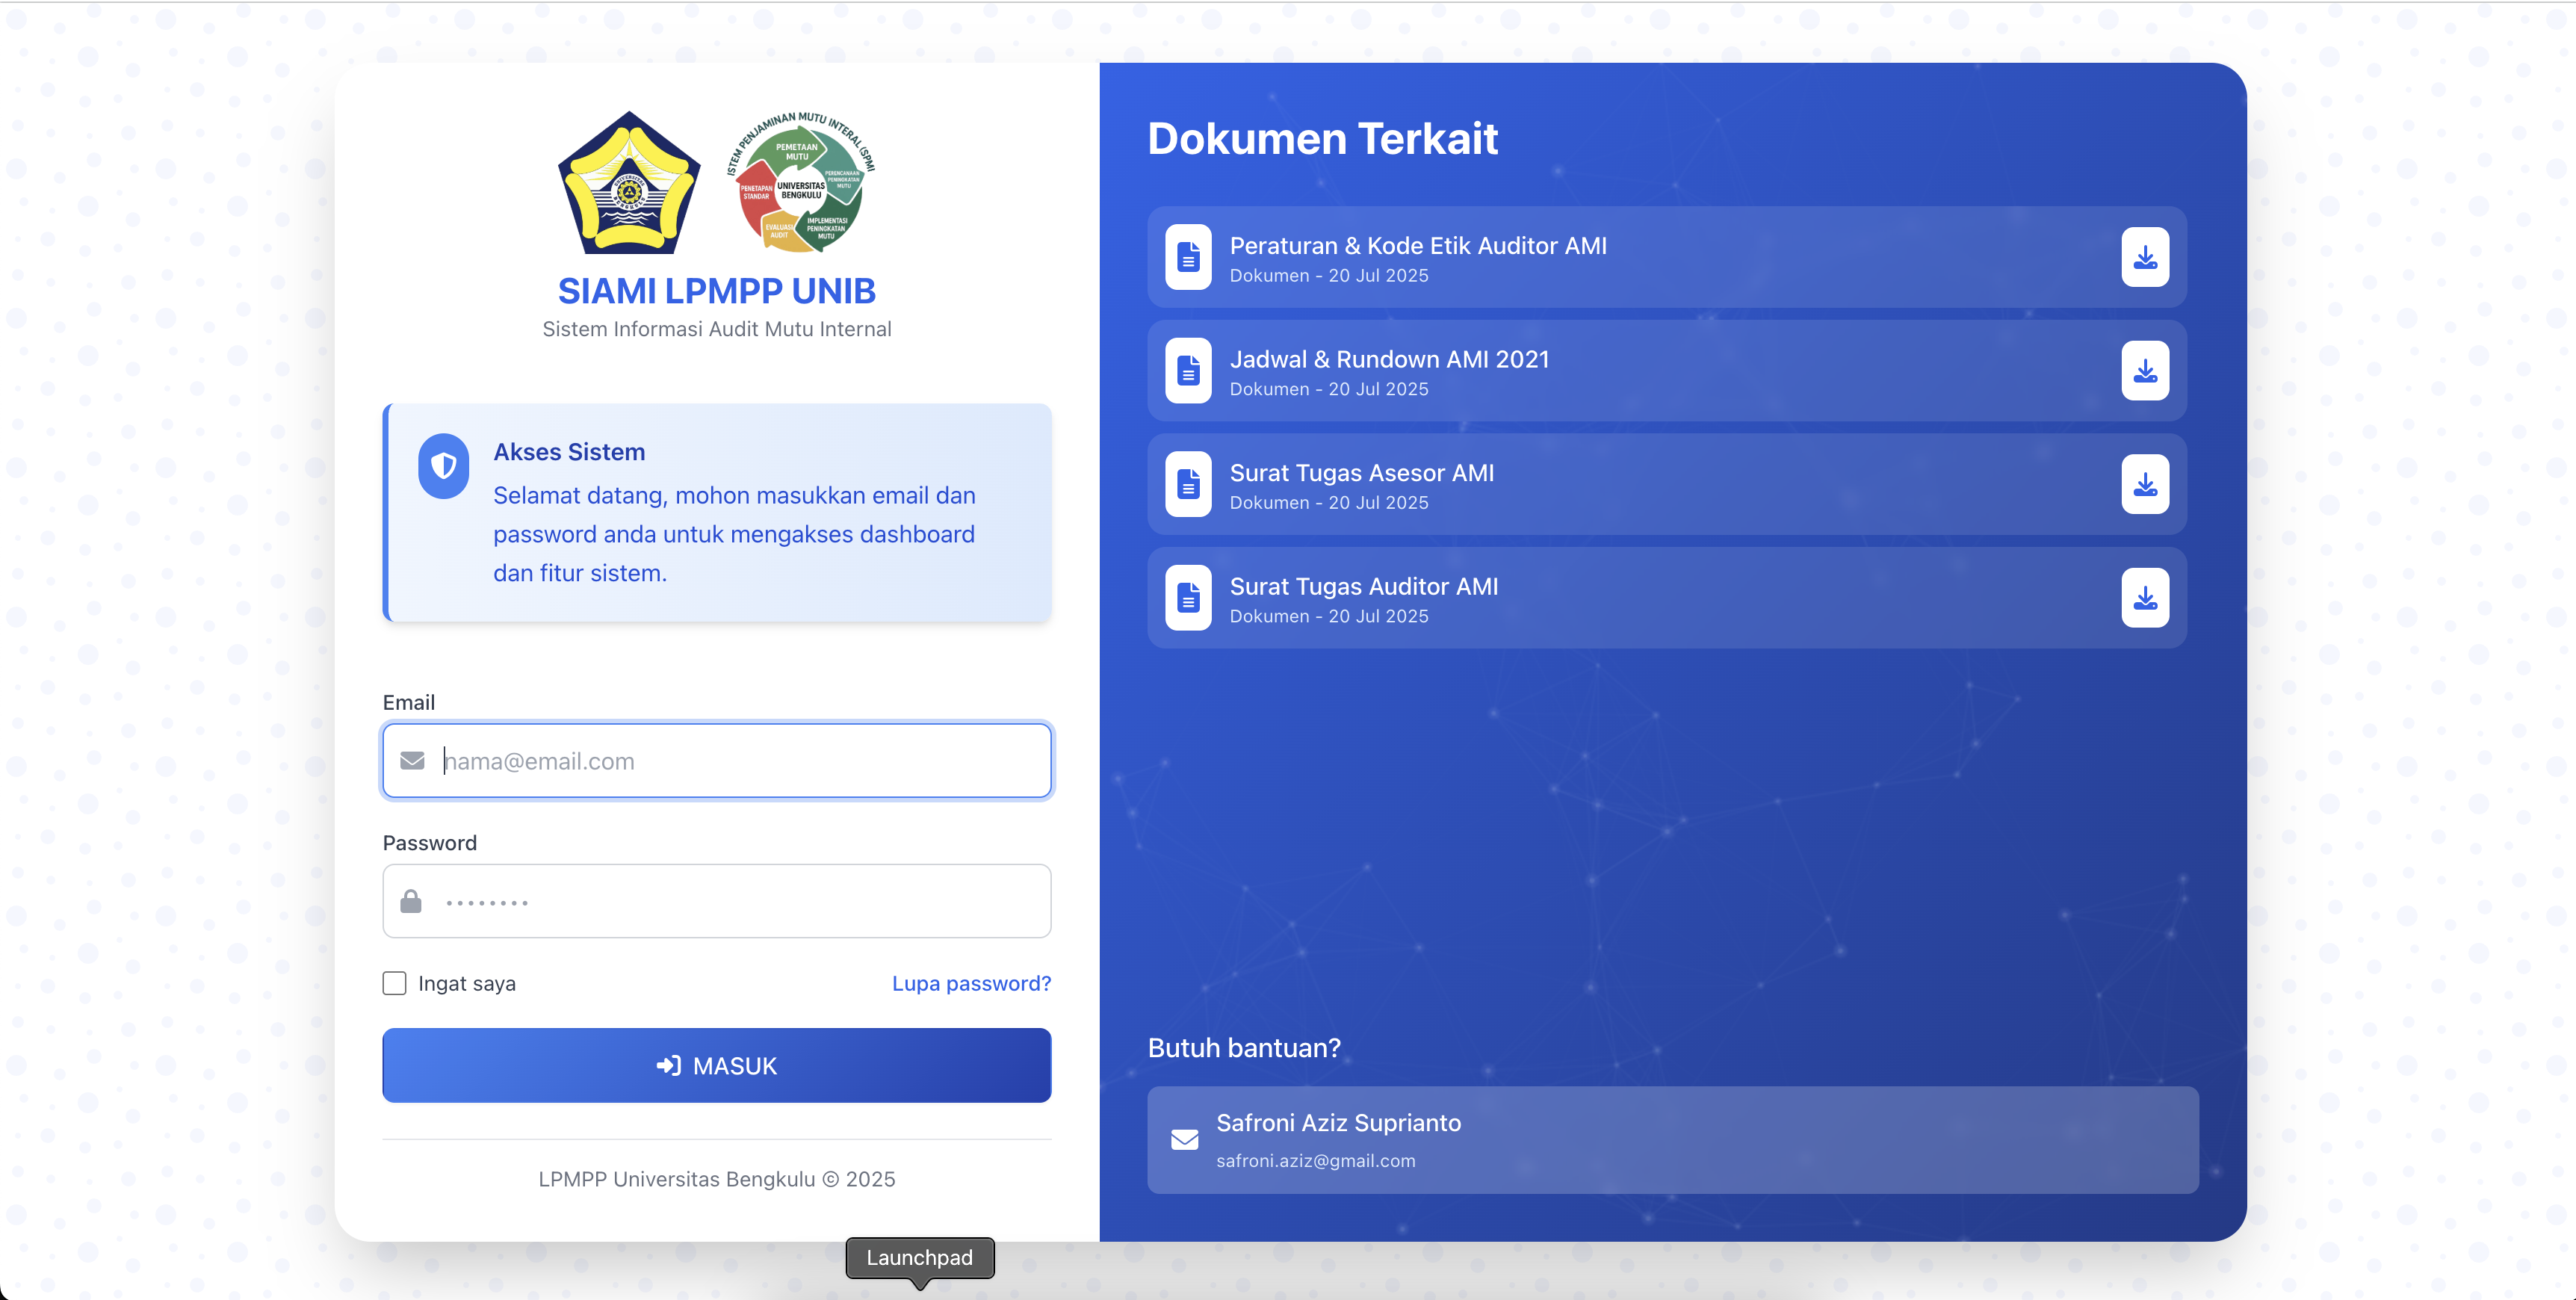 SISTEM PENJAMINAN MUTU INTERAL (SPMI)
PEMETAAN
MUTU
PERENCANAAN
PENINGKATAN
MUTU
PENETAPAN
STANDAR
UNIVERSITAS
BENGKULU
IMPLEMENTASI
PENINGKATAN
MUTU
EVALUASI
AUDIT
SIAMI LPMPP UNIB
Sistem Informasi Audit Mutu Internal
Akses Sistem
Selamat datang, mohon masukkan email dan
password anda untuk mengakses dashboard
dan fitur sistem.
Email
nama@email.com
Password
Ingat saya
Lupa password?
MASUK
LPMPP Universitas Bengkulu © 2025
Dokumen Terkait
Peraturan & Kode Etik Auditor AMI
Dokumen - 20 Jul 2025
Jadwal & Rundown AMI 2021
Dokumen - 20 Jul 2025
Surat Tugas Asesor AMI
Dokumen - 20 Jul 2025
Surat Tugas Auditor AMI
Dokumen - 20 Jul 2025
Butuh bantuan?
Safroni Aziz Suprianto
safroni.aziz@gmail.com
Launchpad